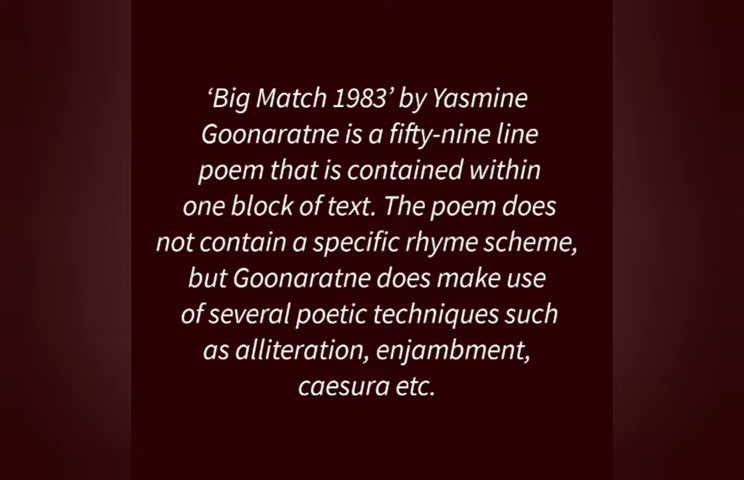 ‘Big Match 1983’ by Yasmine
Goonaratne is a fifty-nine line
poem that is contained within
one block of text. The poem does
not contain a specific rhyme scheme,
but Goonaratne does make use
of several poetic techniques such
as alliteration, enjambment,
caesura etc.